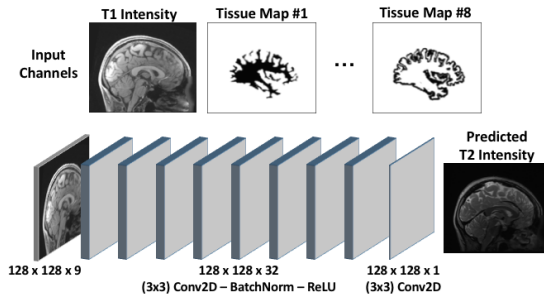 T1 Intensity
Tissue Map #1
Tissue Map #8
Input
Channels
...
Predicted
T2 Intensity
128 x 128 x 9
128 x 128 x 32
128 x 128 x 1
(3x3) Conv2D – BatchNorm – ReLU
(3x3) Conv2D